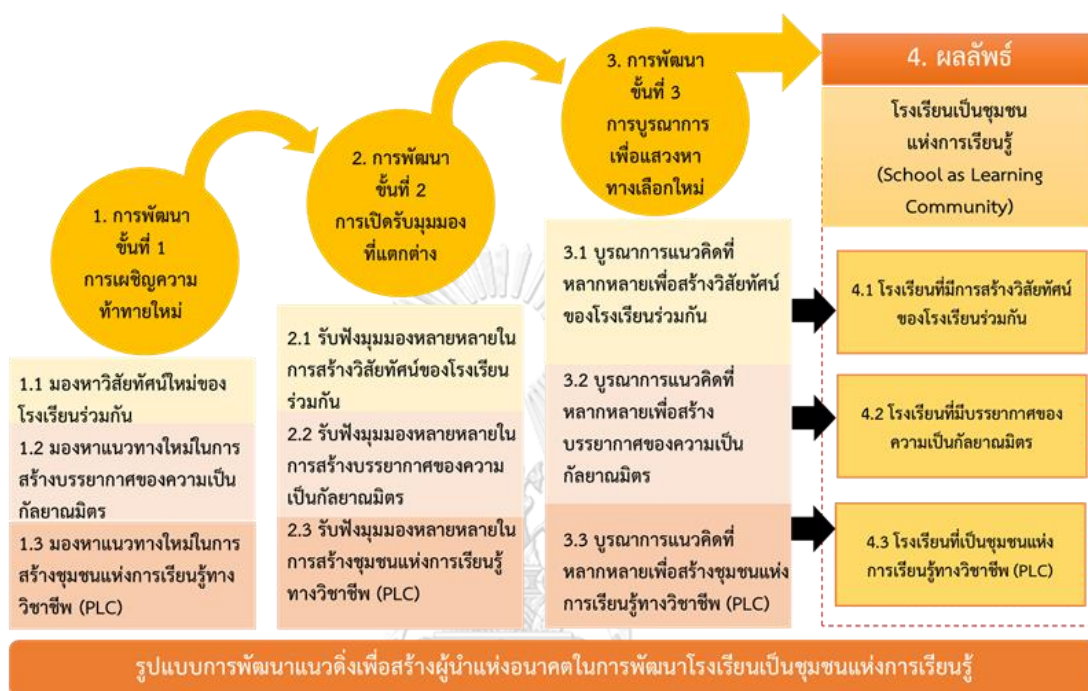 1. การพัฒนา
ขั้นที่ 1
การเผชิญความ
ท้าทายใหม่
1.1 มองหาวิสัยทัศน์ใหม่ของ
โรงเรียนร่วมกัน
1.2 มองหาแนวทางใหม่ในการ
สร้างบรรยากาศของความเป็น
กัลยาณมิตร
1.3 มองหาแนวทางใหม่ในการ
สร้างชุมชนแห่งการเรียนรู้ทาง
วิชาชีพ (PLC)
2. การพัฒนา
ขั้นที่ 2
การเปิดรับมุมมอง
ที่แตกต่าง
2.1 รับฟังมุมมองหลายหลายใน
การสร้างวิสัยทัศน์ของโรงเรียน
ร่วมกัน
2.2 รับฟังมุมมองหลายหลายใน
การสร้างบรรยากาศของความ
เป็นกัลยาณมิตร
2.3 รับฟังมุมมองหลายหลายใน
การสร้างชุมชนแห่งการเรียนรู้
ทางวิชาชีพ (PLC)
3. การพัฒนา
ขั้นที่ 3
การบูรณาการ
เพื่อแสวงหา
ทางเลือกใหม่
3.1 บูรณาการแนวคิดที่
หลากหลายเพื่อสร้างวิสัยทัศน์
ของโรงเรียนร่วมกัน
3.2 บูรณาการแนวคิดที่
หลากหลายเพื่อสร้าง
บรรยากาศของความเป็น
กัลยาณมิตร
3.3 บูรณาการแนวคิดที่
หลากหลายเพื่อสร้างชุมชนแห่ง
การเรียนรู้ทางวิชาชีพ (PLC)
4. ผลลัพธ์
โรงเรียนเป็นชุมชน
แห่งการเรียนรู้
(School as Learning
Community)
4.1 โรงเรียนที่มีการสร้างวิสัยทัศน์
ของโรงเรียนร่วมกัน
4.2 โรงเรียนที่มีบรรยากาศของ
ความเป็นกัลยาณมิตร
4.3 โรงเรียนที่เป็นชุมชนแห่ง
การเรียนรู้ทางวิชาชีพ (PLC)
รูปแบบการพัฒนาแนวดิ่งเพื่อสร้างผู้นำแห่งอนาคตในการพัฒนาโรงเรียนเป็นชุมชนแห่งการเรียนรู้